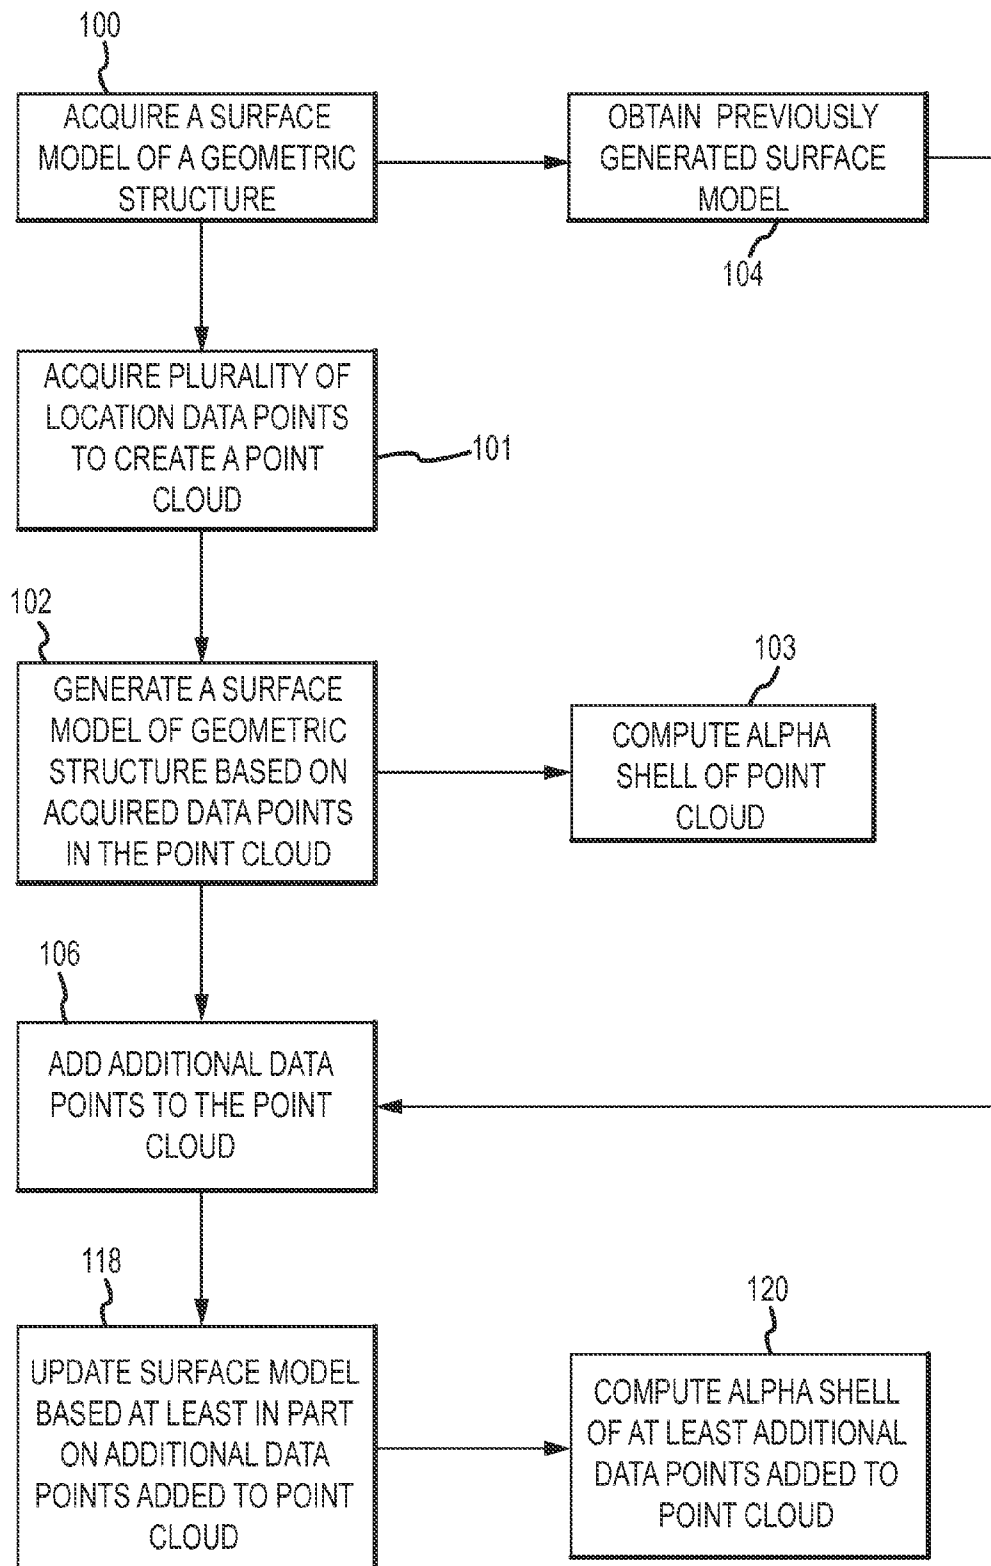 100
ACQUIRE A SURFACE
MODEL OF A GEOMETRIC
STRUCTURE
OBTAIN PREVIOUSLY
GENERATED SURFACE
MODEL
104
ACQUIRE PLURALITY OF
LOCATION DATA POINTS
TO CREATE A POINT
CLOUD
101
102
GENERATE A SURFACE
MODEL OF GEOMETRIC
STRUCTURE BASED ON
ACQUIRED DATA POINTS
IN THE POINT CLOUD
103
COMPUTE ALPHA
SHELL OF POINT
CLOUD
106
ADD ADDITIONAL DATA
POINTS TO THE POINT
CLOUD
118
UPDATE SURFACE MODEL
BASED AT LEAST IN PART
ON ADDITIONAL DATA
POINTS ADDED TO POINT
CLOUD
120
COMPUTE ALPHA SHELL
OF AT LEAST ADDITIONAL
DATA POINTS ADDED TO
POINT CLOUD